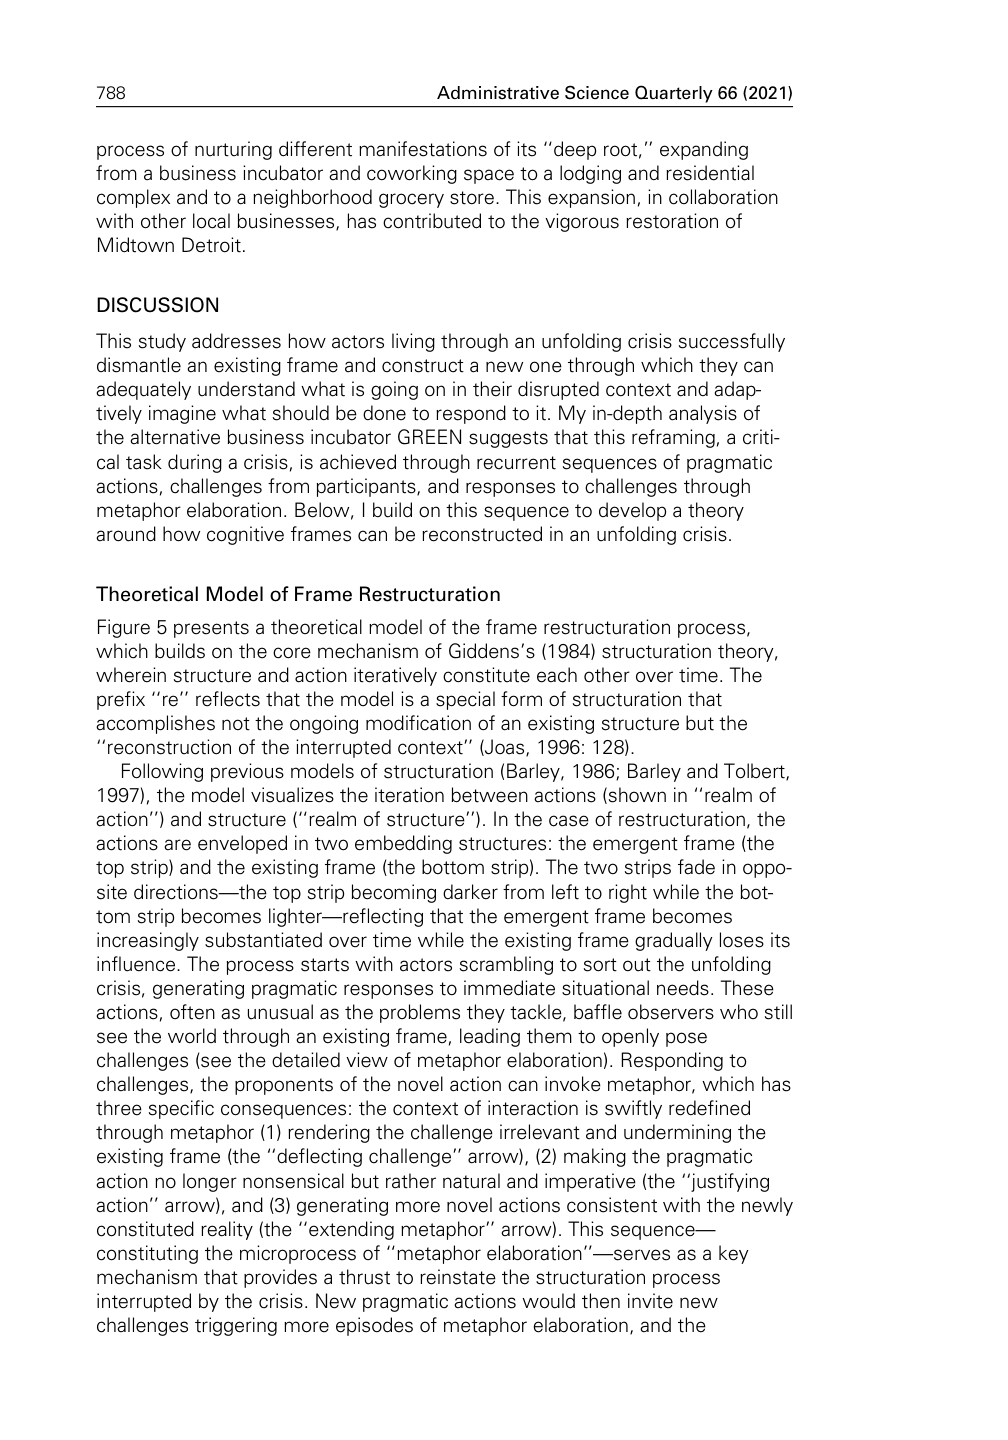 788
Administrative Science Quarterly 66 (2021)
process of nurturing different manifestations of its ‘‘deep root,’’ expanding
from a business incubator and coworking space to a lodging and residential
complex and to a neighborhood grocery store. This expansion, in collaboration
with other local businesses, has contributed to the vigorous restoration of
Midtown Detroit.
DISCUSSION
This study addresses how actors living through an unfolding crisis successfully
dismantle an existing frame and construct a new one through which they can
adequately understand what is going on in their disrupted context and adap-
tively imagine what should be done to respond to it. My in-depth analysis of
the alternative business incubator GREEN suggests that this reframing, a criti-
cal task during a crisis, is achieved through recurrent sequences of pragmatic
actions, challenges from participants, and responses to challenges through
metaphor elaboration. Below, I build on this sequence to develop a theory
around how cognitive frames can be reconstructed in an unfolding crisis.
Theoretical Model of Frame Restructuration
Figure 5 presents a theoretical model of the frame restructuration process,
which builds on the core mechanism of Giddens’s (1984) structuration theory,
wherein structure and action iteratively constitute each other over time. The
prefix ‘‘re’’ reflects that the model is a special form of structuration that
accomplishes not the ongoing modification of an existing structure but the
‘‘reconstruction of the interrupted context’’ (Joas, 1996: 128).
Following previous models of structuration (Barley, 1986; Barley and Tolbert,
1997), the model visualizes the iteration between actions (shown in ‘‘realm of
action’’) and structure (‘‘realm of structure’’). In the case of restructuration, the
actions are enveloped in two embedding structures: the emergent frame (the
top strip) and the existing frame (the bottom strip). The two strips fade in oppo-
site directions—the top strip becoming darker from left to right while the bot-
tom strip becomes lighter—reflecting that the emergent frame becomes
increasingly substantiated over time while the existing frame gradually loses its
influence. The process starts with actors scrambling to sort out the unfolding
crisis, generating pragmatic responses to immediate situational needs. These
actions, often as unusual as the problems they tackle, baffle observers who still
see the world through an existing frame, leading them to openly pose
challenges (see the detailed view of metaphor elaboration). Responding to
challenges, the proponents of the novel action can invoke metaphor, which has
three specific consequences: the context of interaction is swiftly redefined
through metaphor (1) rendering the challenge irrelevant and undermining the
existing frame (the ‘‘deflecting challenge’’ arrow), (2) making the pragmatic
action no longer nonsensical but rather natural and imperative (the ‘‘justifying
action’’ arrow), and (3) generating more novel actions consistent with the newly
constituted reality (the ‘‘extending metaphor’’ arrow). This sequence—
constituting the microprocess of ‘‘metaphor elaboration’’—serves as a key
mechanism that provides a thrust to reinstate the structuration process
interrupted by the crisis. New pragmatic actions would then invite new
challenges triggering more episodes of metaphor elaboration, and the